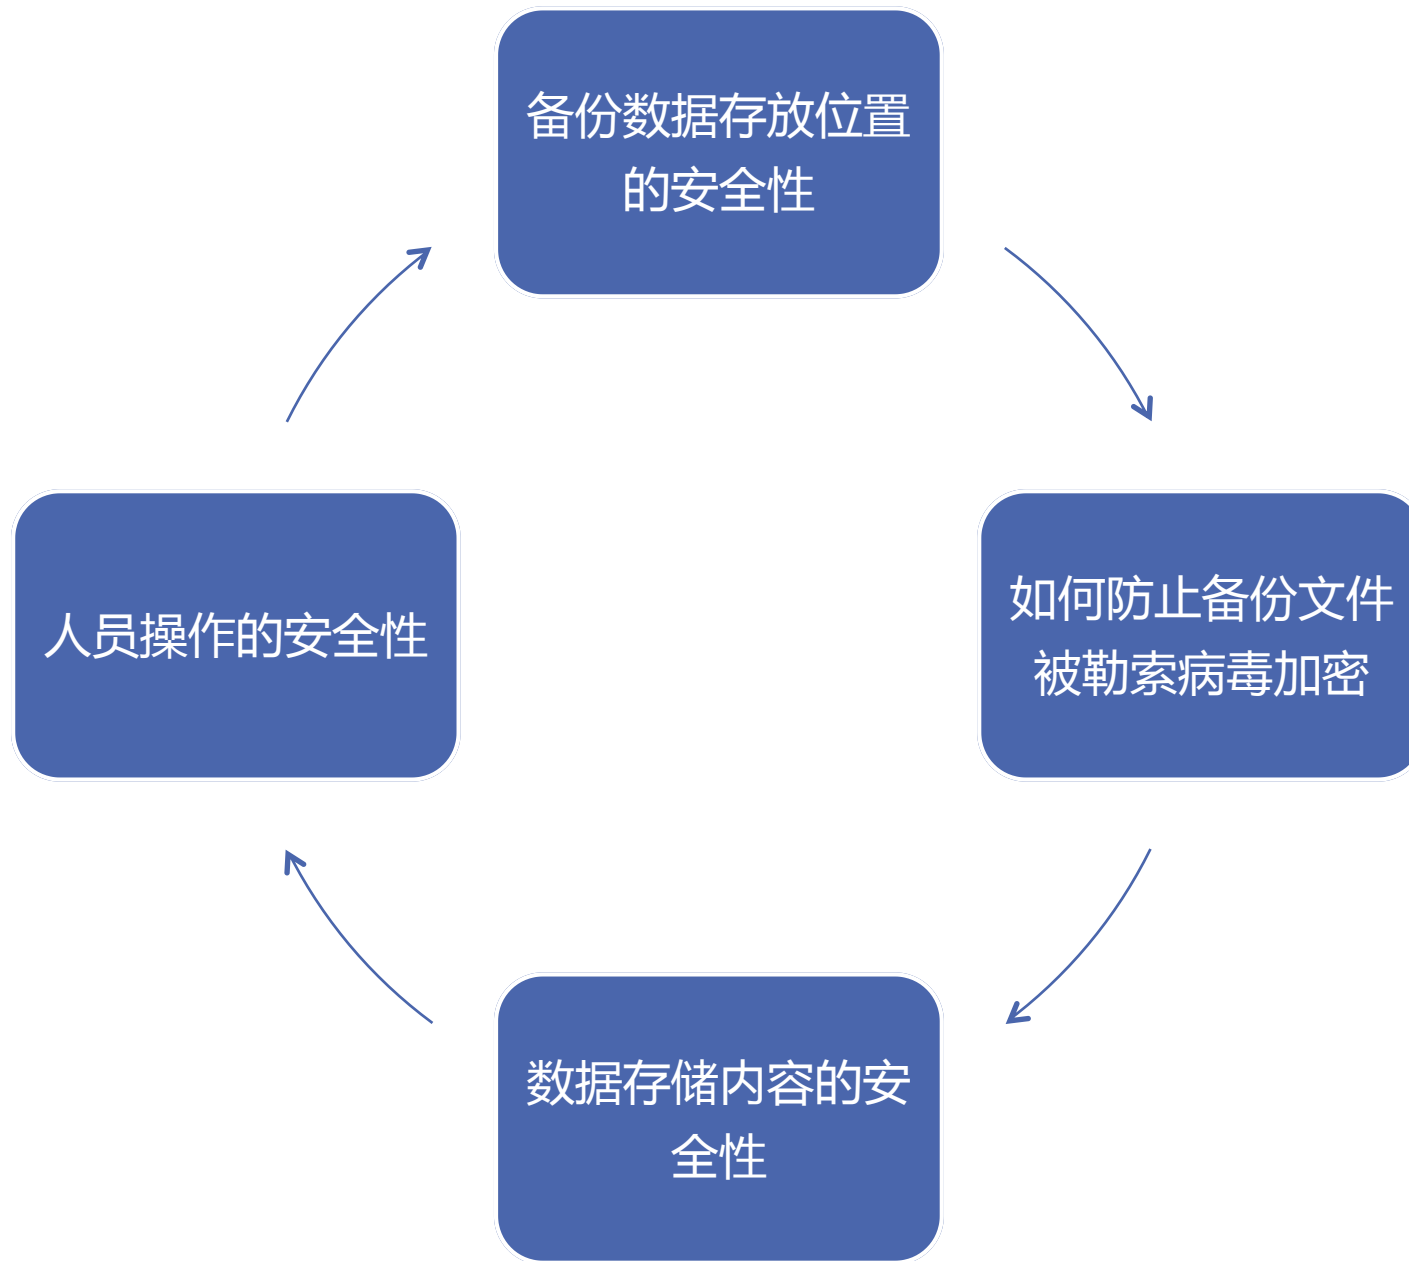 备份数据存放位置
的安全性
人员操作的安全性
如何防止备份文件
被勒索病毒加密
数据存储内容的安
全性